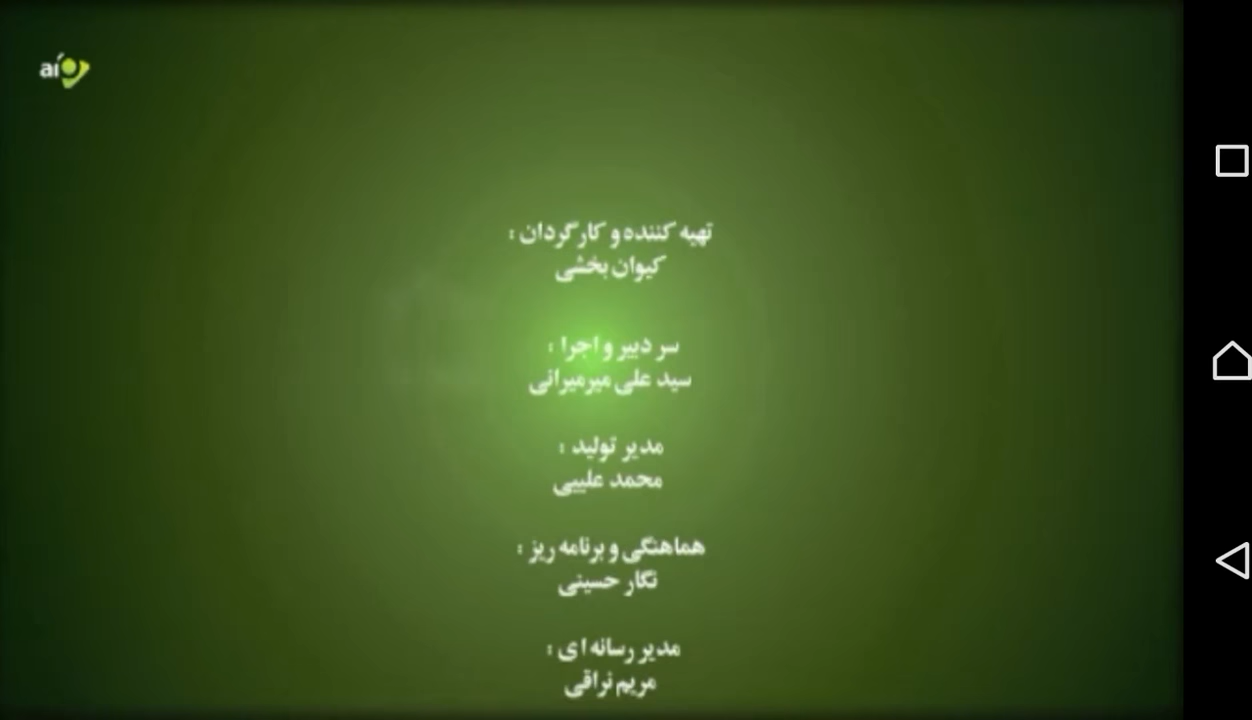 تهیه کننده و کارگردان :
کیوان بخشی
سر دبیر و اجرا :
سید علی میرمیرانی
مدیر تولید :
محمد علیپی
هماهنگی و برنامه ریز :
نگار حسینی
مدیر رسانه ای :
مریم نراقی